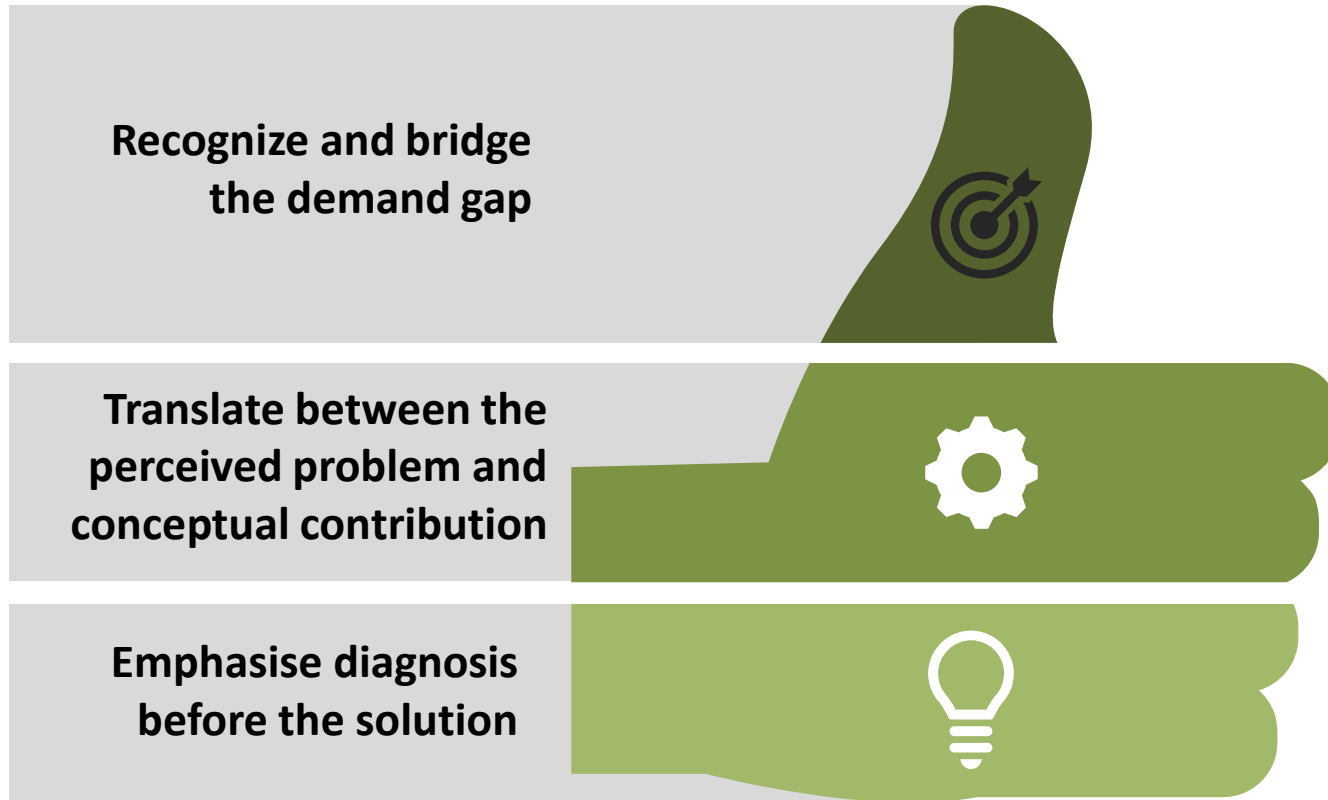 Recognize and bridge
the demand gap
Translate between the
perceived problem and
conceptual contribution
Emphasise diagnosis
before the solution